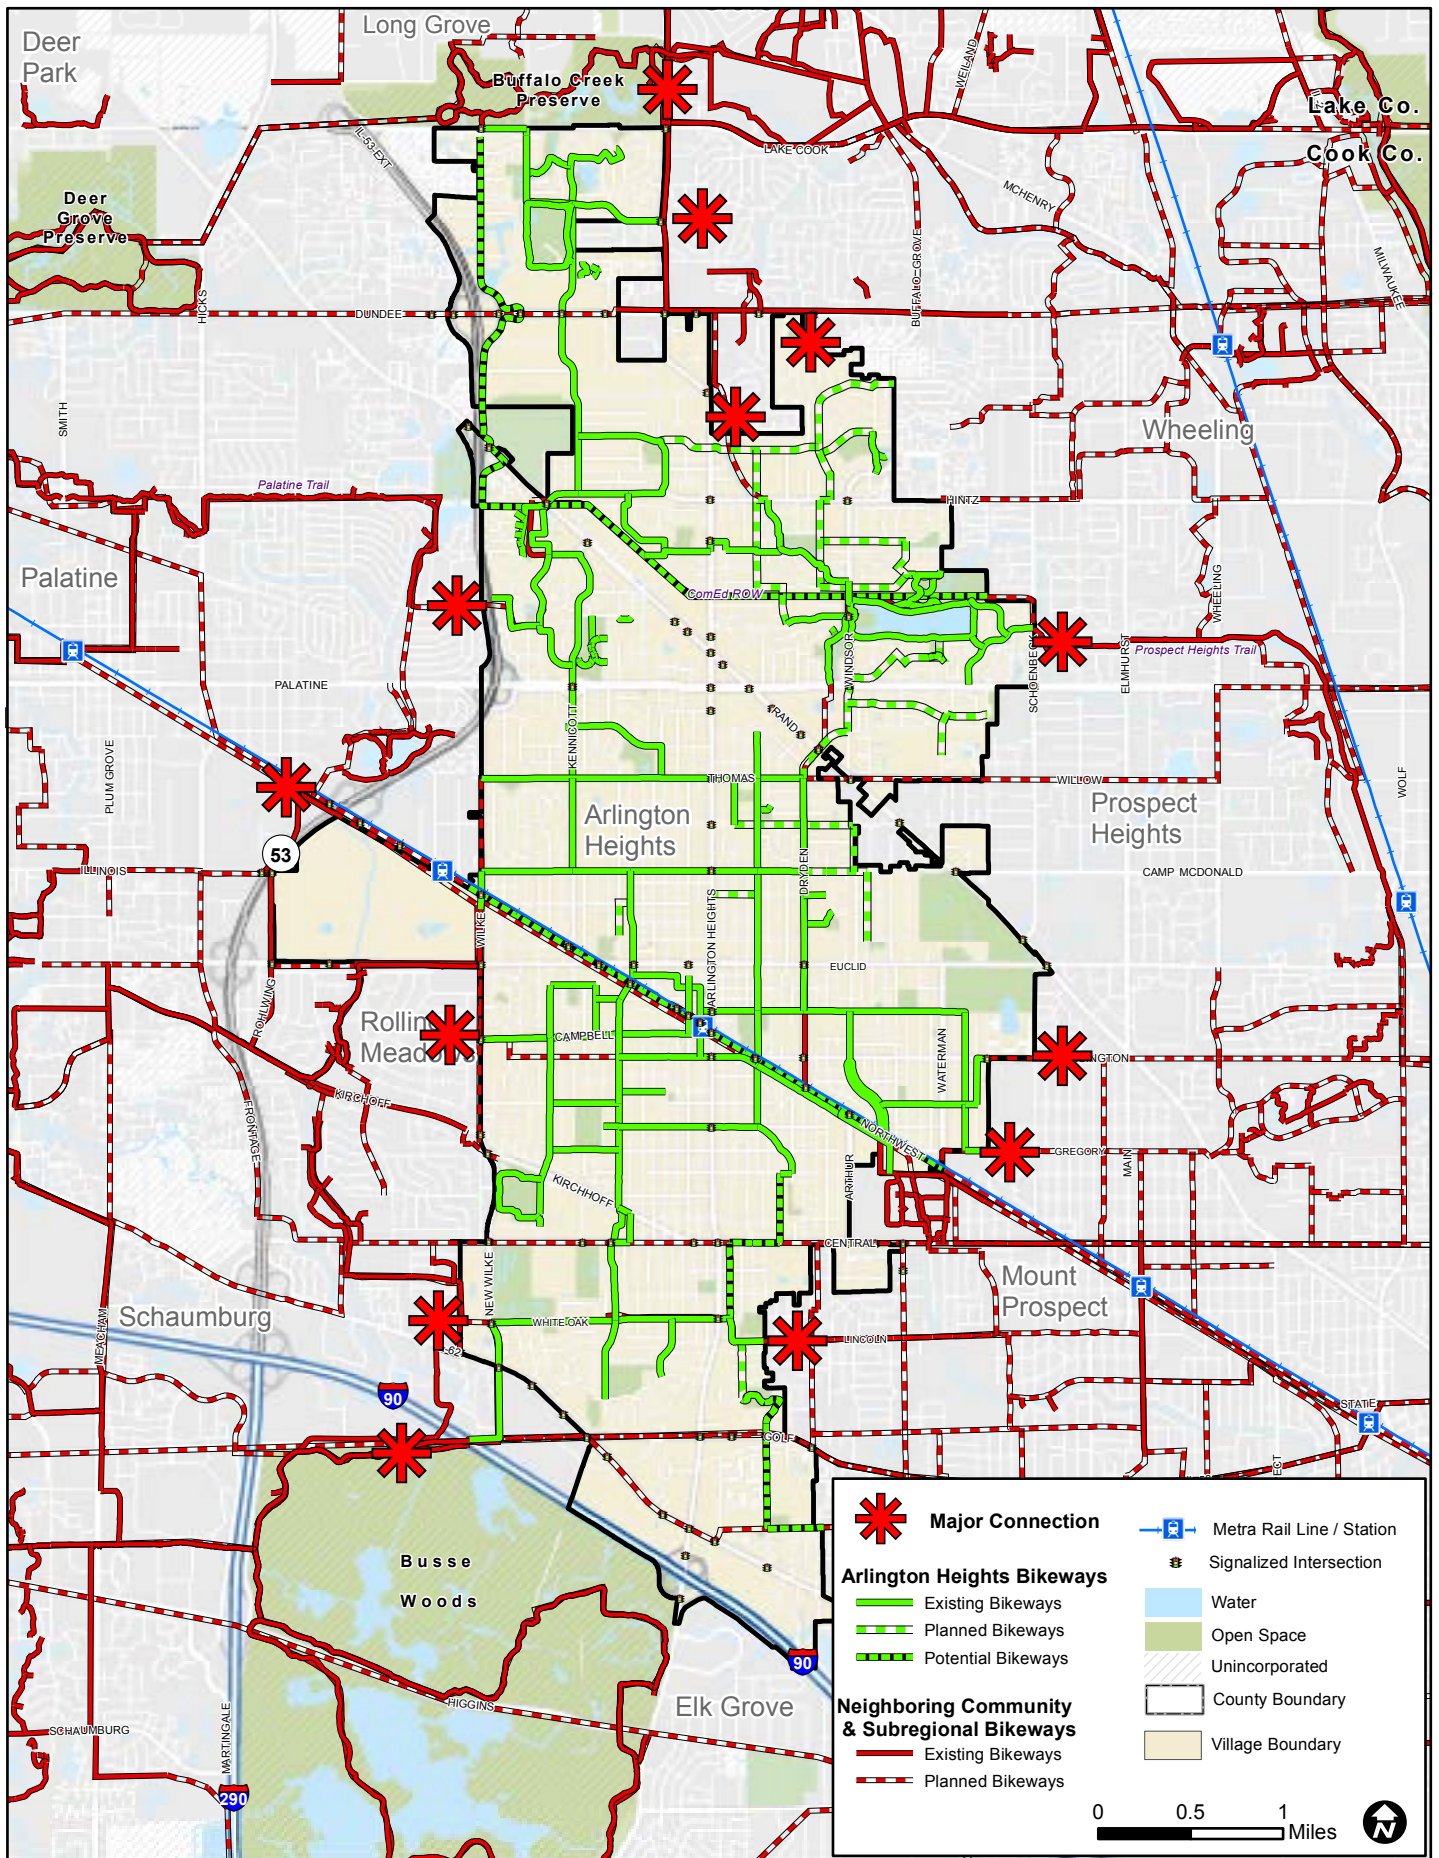 Long Grove
Deer
Park
Buffalo Creek
Preserve
WEILAND
Lake Co.
Cook Co.
IL-53-EXT
LAKE COOK
MCHENRY
Deer
Grove
Preserve
BUFFALO GROVE
MILWAUKEE
HICKS
DUNDEE
SMITH
Wheeling
Palatine Trail
HINTZ
Palatine
ComEd ROW
WHEELING
WINDSOR
SCHOENBECK
ELMHURST
Prospect Heights Trail
PALATINE
RAND
KENNICOTT
PLUM GROVE
THOMAS
WILLOW
WOLF
Arlington
Heights
Prospect
Heights
53
DRYDEN
ILLINOIS
CAMP MCDONALD
WILKE
ARLINGTON HEIGHTS
EUCLID
ROHLWING
Rolling
Meadows
CAMPBELL
WATERMAN
INGTON
KIRCHOFF
FRONTAGE
NORTHWEST
GREGORY
MAIN
ARTHUR
KIRCHHOFF
CENTRAL
NEW WILKE
Mount
Prospect
Schaumburg
MEACHAM
WHITE OAK
LINCOLN
62
90
STATE
GOLF
ECT
Busse
Woods
90
HIGGINS
Elk Grove
SCHAUMBURG
MARTINGALE
290
Major Connection
Arlington Heights Bikeways
Existing Bikeways
Planned Bikeways
Potential Bikeways
Neighboring Community
& Subregional Bikeways
Existing Bikeways
Planned Bikeways
Metra Rail Line / Station
Signalized Intersection
Water
Open Space
Unincorporated
County Boundary
Village Boundary
0 0.5 1
Miles
N